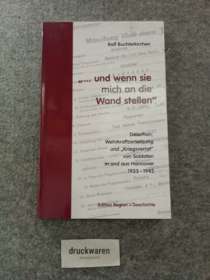 Ralf Buchterkirchen
„... und wenn sie
mich an die
Wand stellen“
Desertion,
Wehrkraftzersetzung
und „Kriegsverrat“
von Soldaten
in und aus Hannover
1933–1945
Edition Region + Geschichte
druckwaren